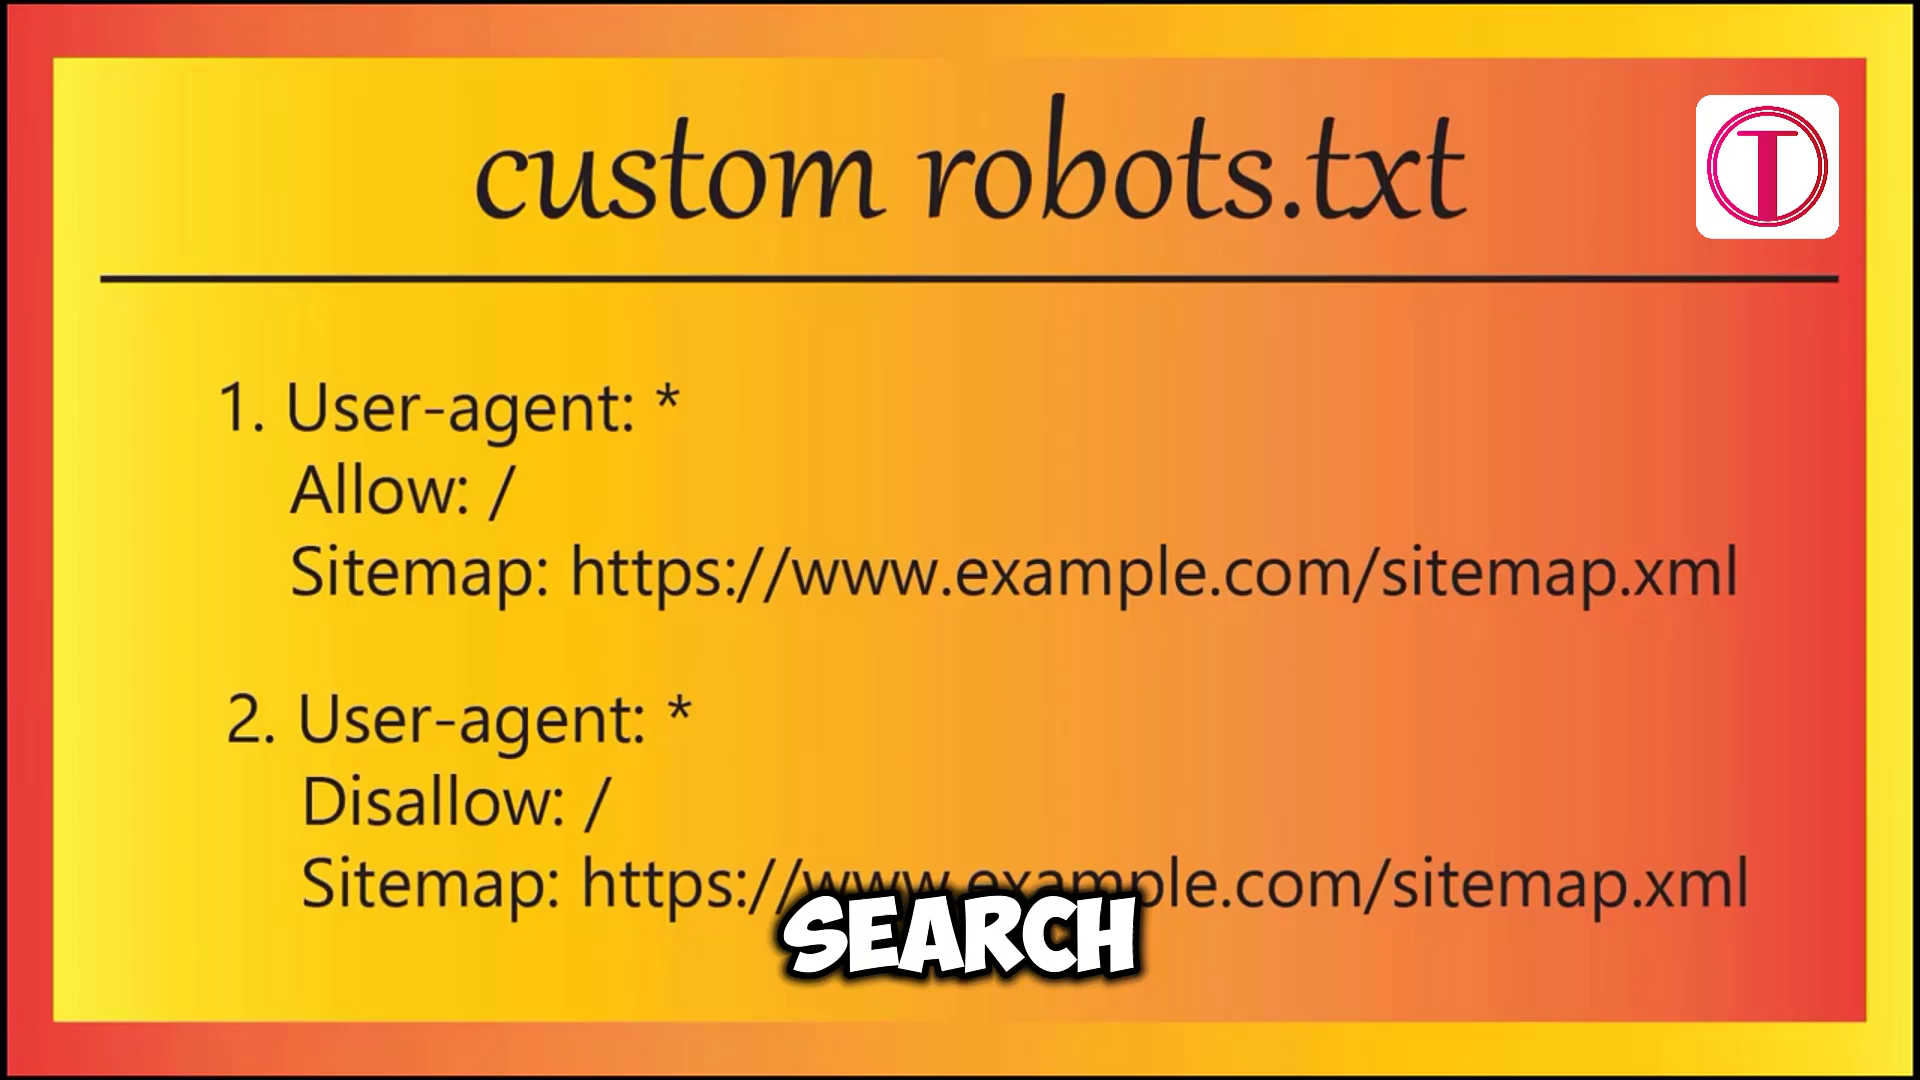 custom robots.txt
T
1. User-agent: *
Allow: /
Sitemap: https://www.example.com/sitemap.xml
2. User-agent: *
Disallow: /
Sitemap: https://www.example.com/sitemap.xml
SEARCH